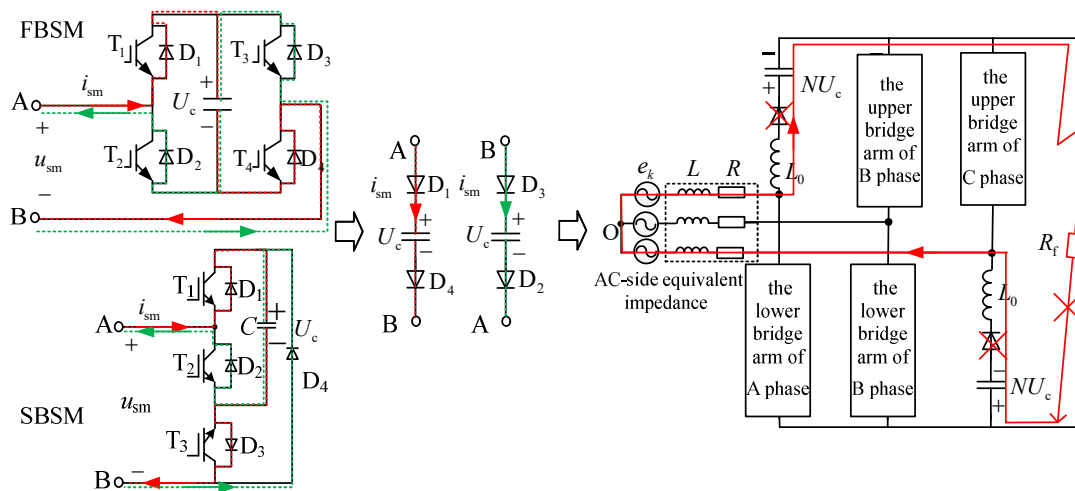 FBSM
T1
D1
T3
D3
ism
A
+
Uc
+
−
usm
T2
D2
T4
D4
−
B
A
B
ism
D1
ism
D3
+
+
Uc
Uc
−
−
D4
D2
B
A
T1
D1
A
ism
+
C
+
−
Uc
T2
D2
D4
usm
SBSM
T3
D3
B
−
−
+
NUc
L0
the
upper
bridge
arm of
B phase
the
upper
bridge
arm of
C phase
ek
L
R
O
AC-side equivalent
impedance
the
lower
bridge
arm of
A phase
the
lower
bridge
arm of
B phase
L0
Rf
−
+
NUc